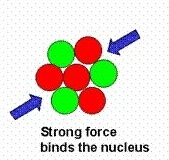 Strong force
binds the nucleus